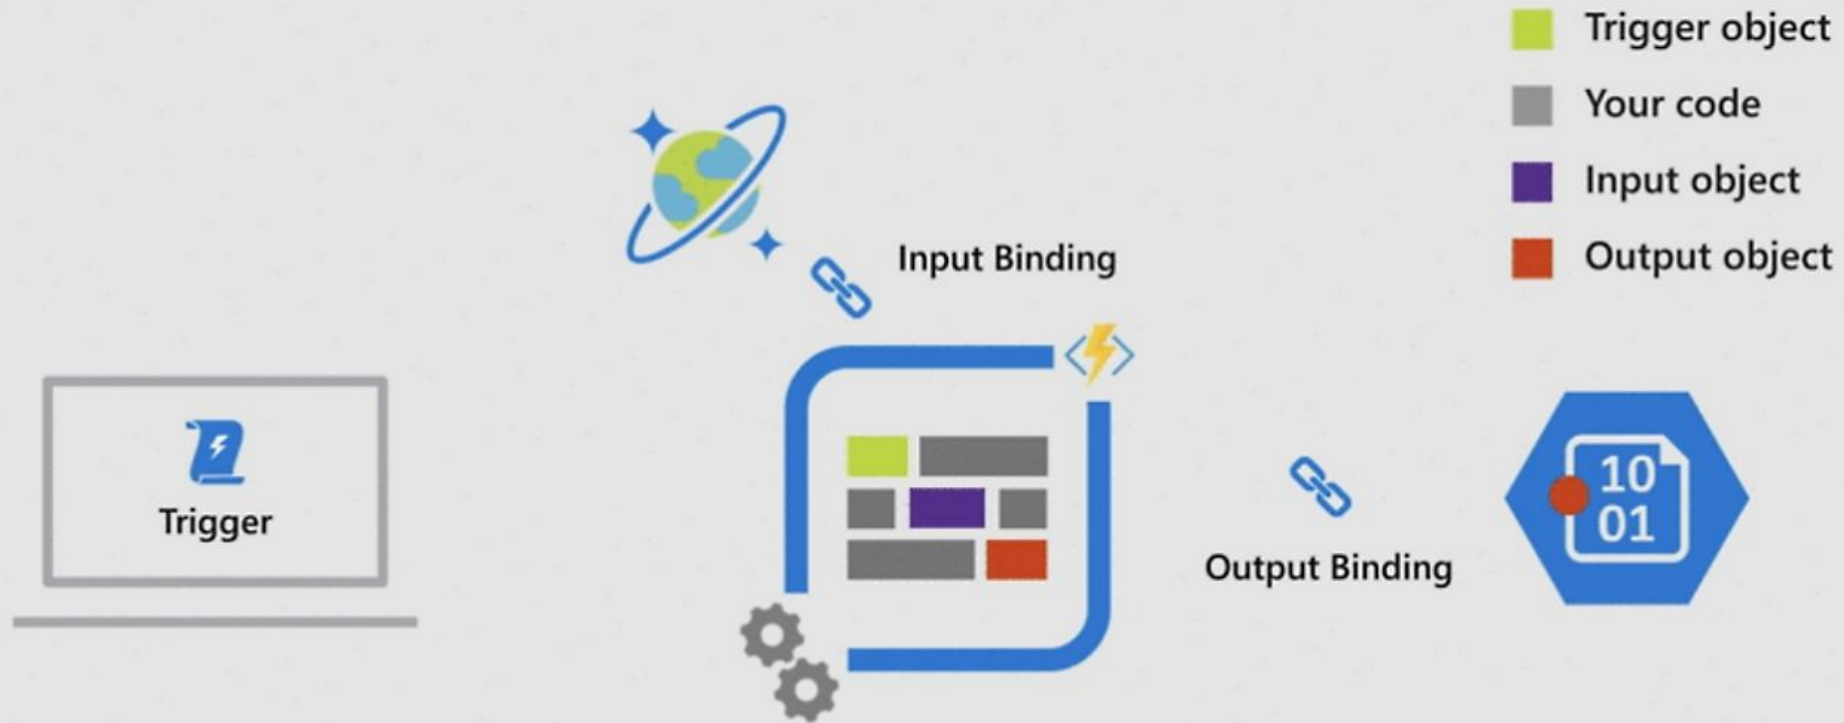 Trigger object
Your code
Input object
Output object
Input Binding
Trigger
Output Binding
10
01